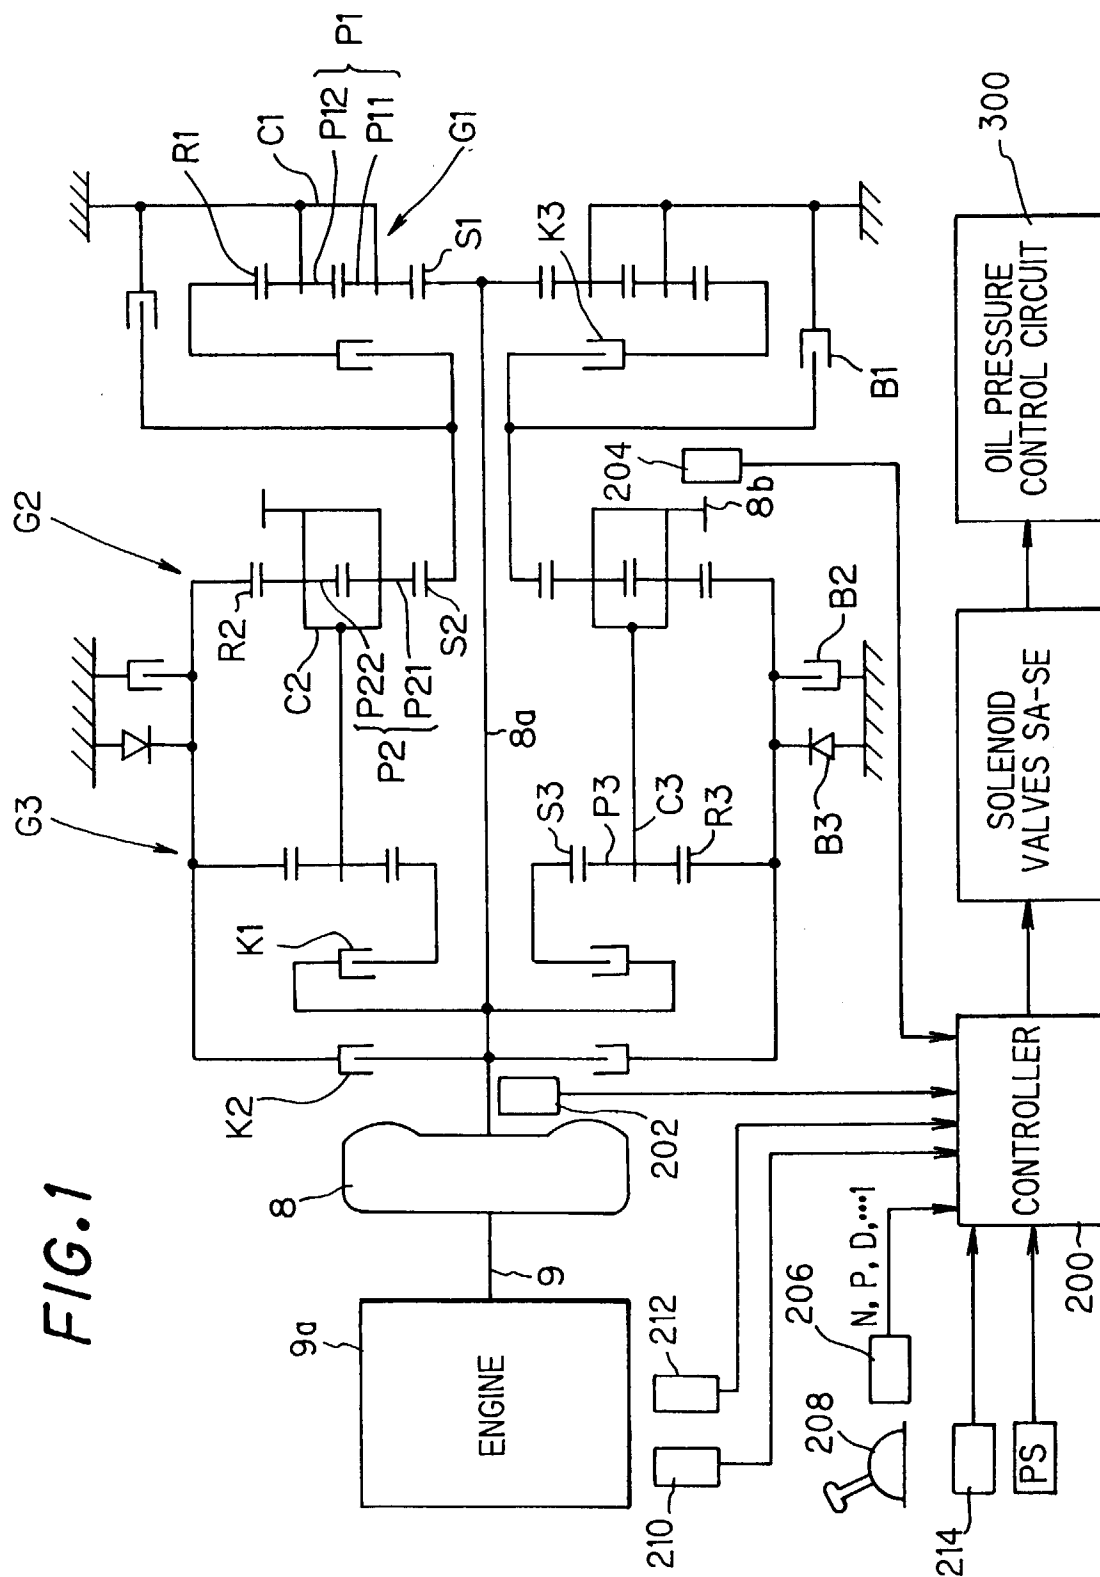 FIG.1
G3
G2
R1
C1
P12
P11
P1
G1
S1
K3
K1
K2
R2
C2
P22
P21
P2
S2
8a
204
8b
B1
S3
P3
C3
R3
B3
B2
8
9
9a
ENGINE
202
212
210
N, P, D, ···1
206
208
214
PS
200
CONTROLLER
SOLENOID
VALVES SA-SE
OIL PRESSURE
CONTROL CIRCUIT
300